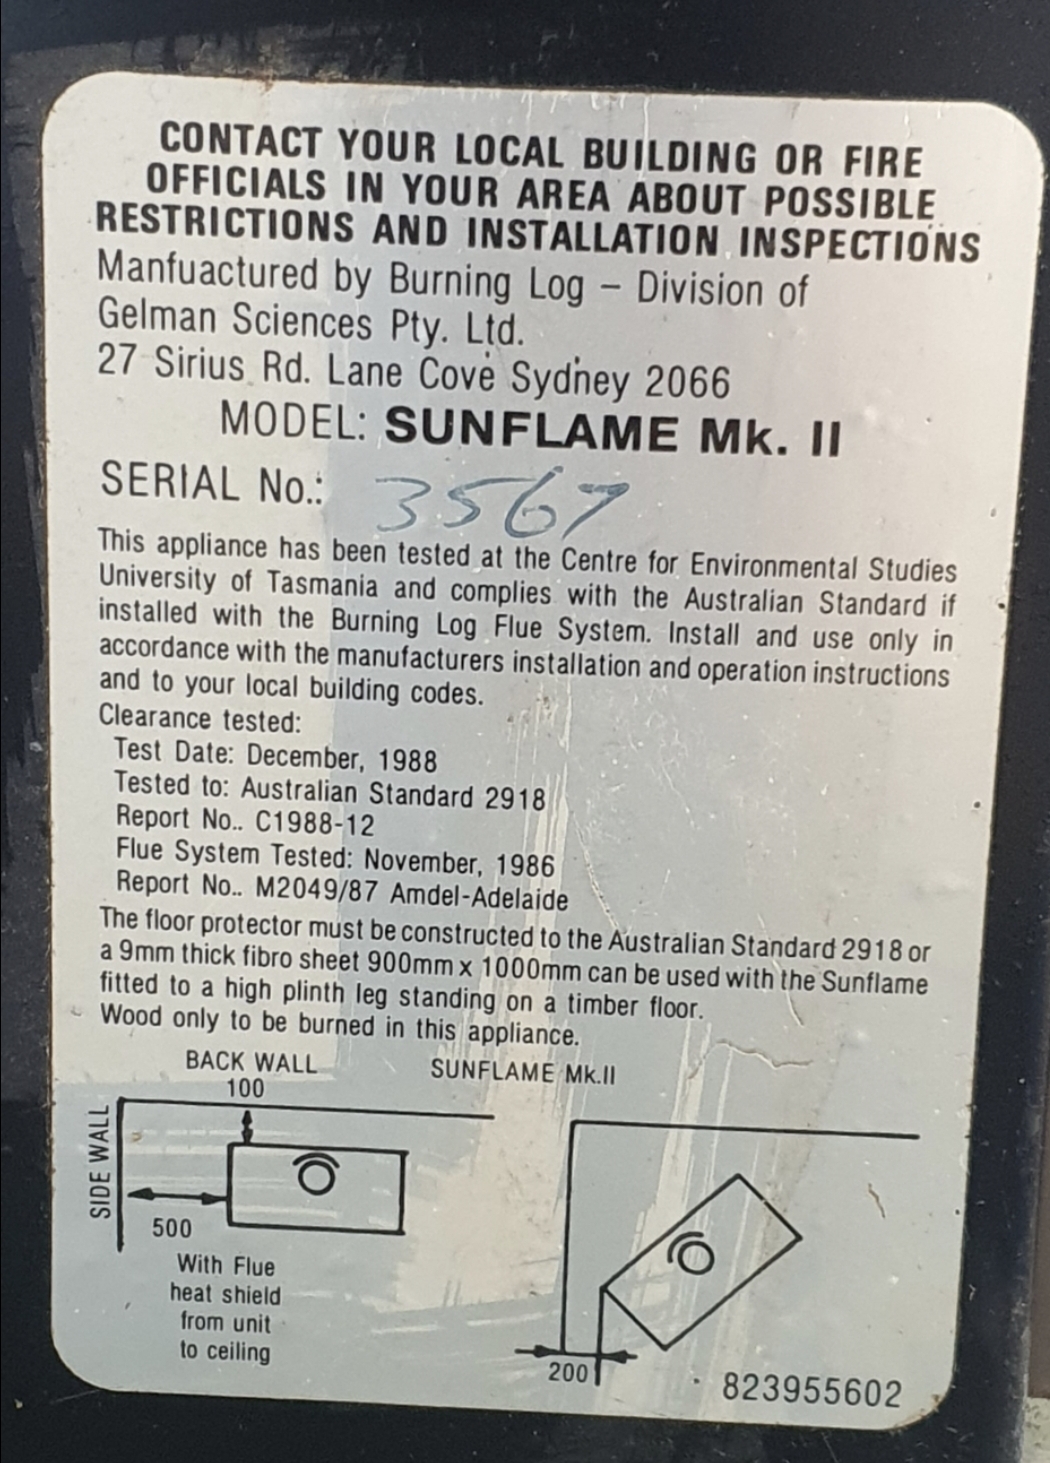 CONTACT YOUR LOCAL BUILDING OR FIRE
OFFICIALS IN YOUR AREA ABOUT POSSIBLE
RESTRICTIONS AND INSTALLATION INSPECTIONS
Manfuactured by Burning Log – Division of
Gelman Sciences Pty. Ltd.
27 Sirius Rd. Lane Cove Sydney 2066
MODEL: SUNFLAME Mk. II
SERIAL No.: 3567
This appliance has been tested at the Centre for Environmental Studies
University of Tasmania and complies with the Australian Standard if
installed with the Burning Log Flue System. Install and use only in
accordance with the manufacturers installation and operation instructions
and to your local building codes.
Clearance tested:
Test Date: December, 1988
Tested to: Australian Standard 2918
Report No.. C1988-12
Flue System Tested: November, 1986
Report No.. M2049/87 Amdel-Adelaide
The floor protector must be constructed to the Australian Standard 2918 or
a 9mm thick fibro sheet 900mm x 1000mm can be used with the Sunflame
fitted to a high plinth leg standing on a timber floor.
Wood only to be burned in this appliance.
BACK WALL
SUNFLAME Mk.II
100
SIDE WALL
500
With Flue
heat shield
from unit
to ceiling
200
823955602